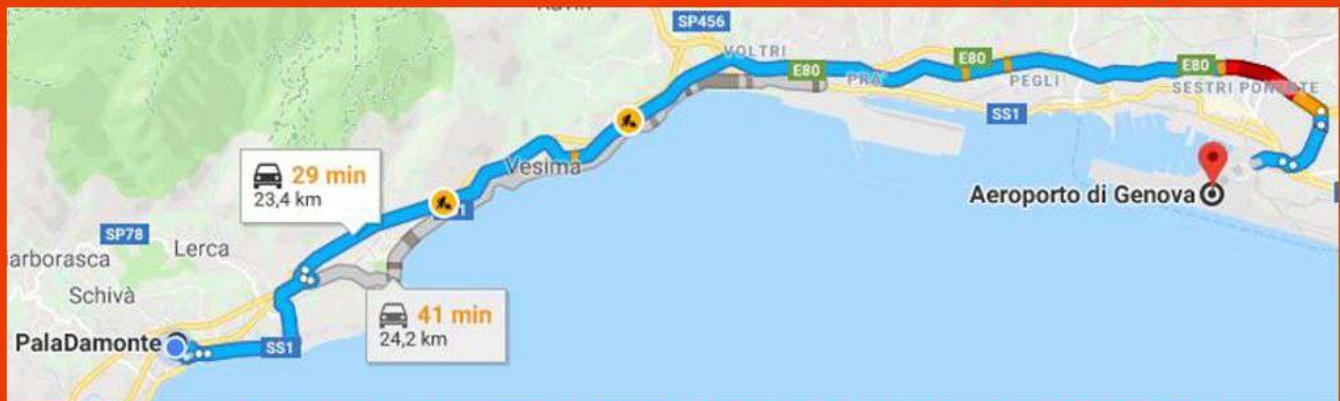 SP456
VOLTRI
E80
E80
E80
PRA'
PEGLI
SESTRI PONENTE
SS1
Vesima
29 min
23,4 km
Aeroporto di Genova
SP78
Lerca
Schivà
41 min
24,2 km
PalaDamonte
SS1